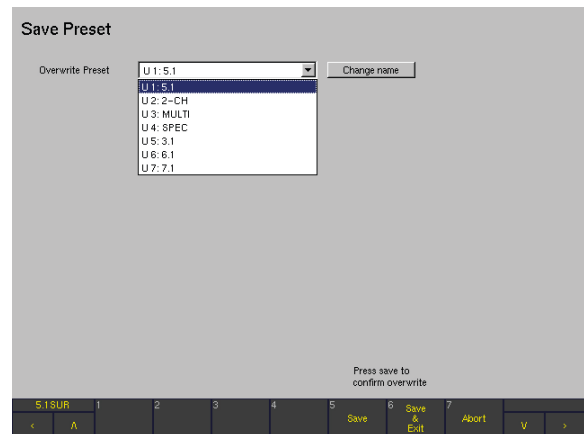 Save Preset
Overwrite Preset
U 1: 5.1
Change name
U 1: 5.1
U 2: 2-CH
U 3: MULTI
U 4: SPEC
U 5: 3.1
U 6: 6.1
U 7: 7.1
Press save to
confirm overwrite
5.1SUR
1
2
3
4
5
6
7
Save
Save
&
Exit
Abort
< Λ
V >